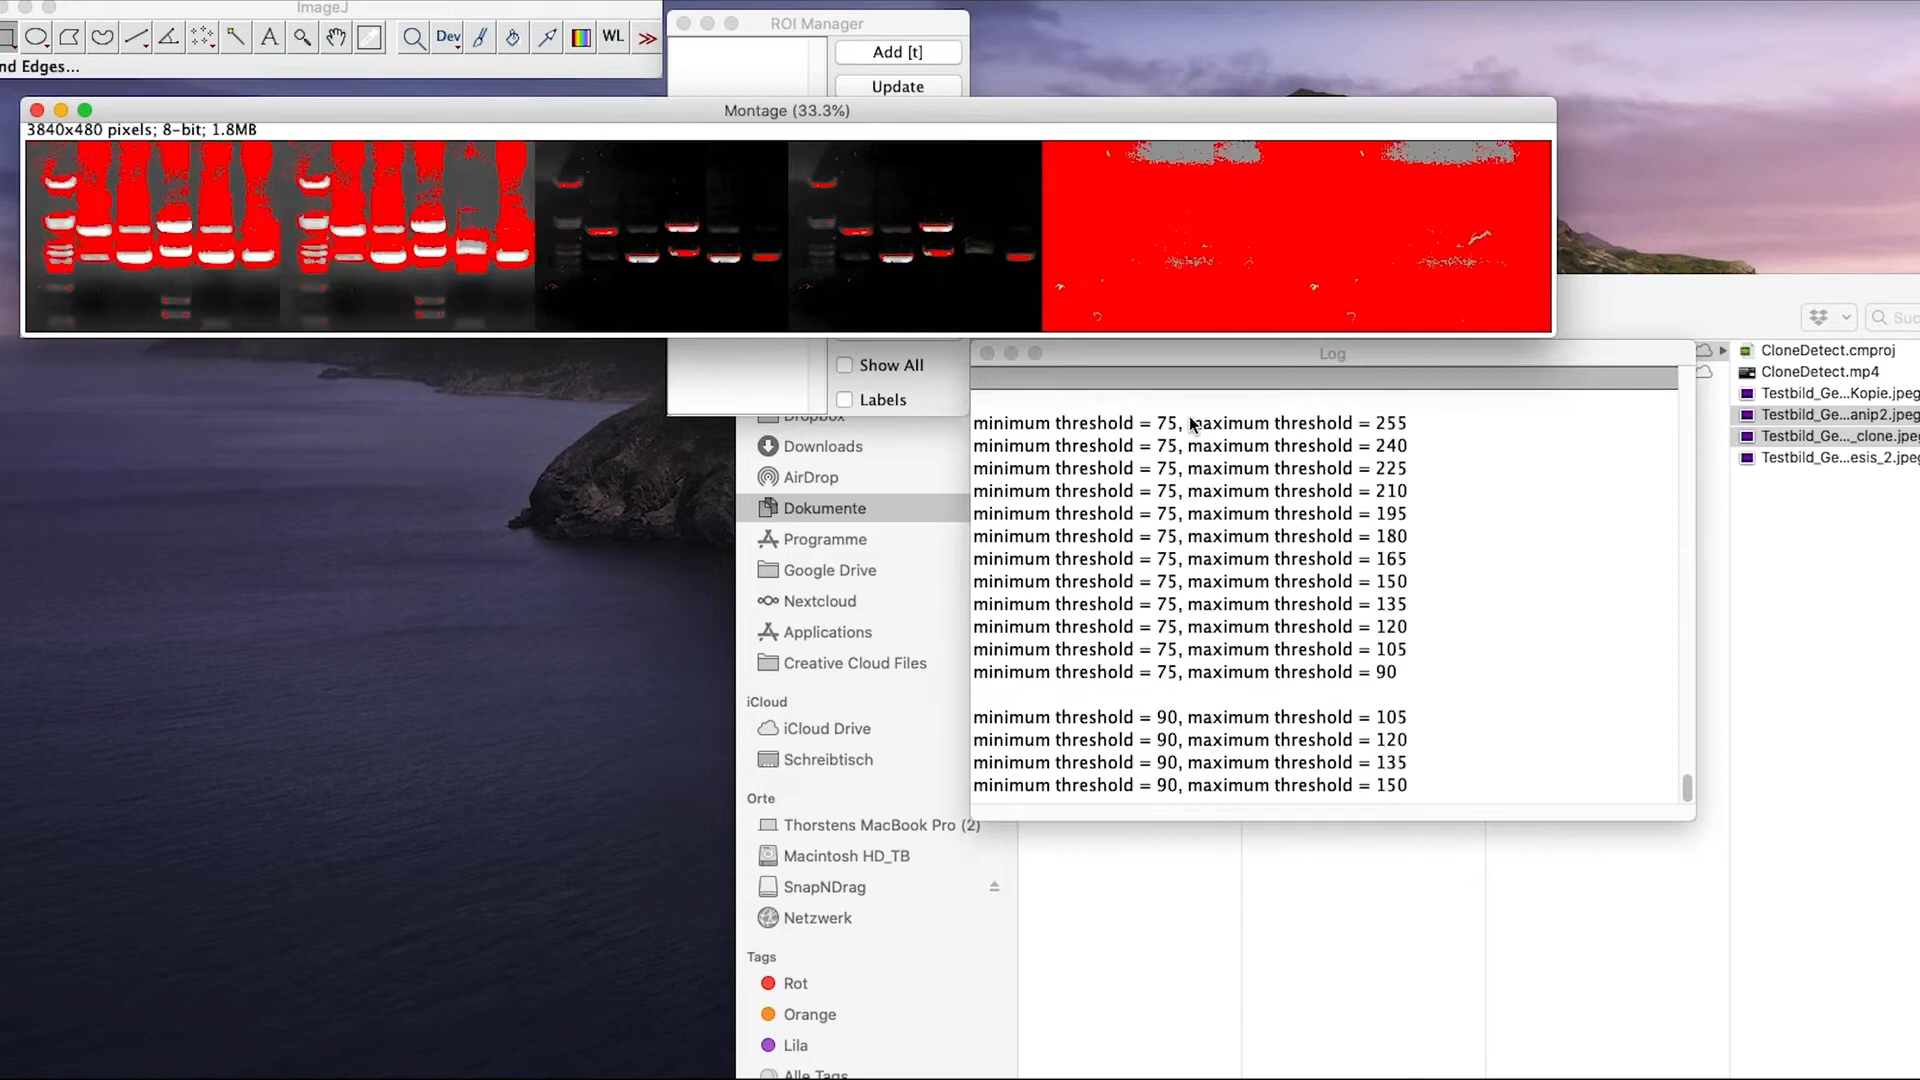 ImageJ
A
Dev
WL
nd Edges...
ROI Manager
Add [t]
Update
Montage (33.3%)
3840x480 pixels; 8-bit; 1.8MB
Show All
Labels
Log
minimum threshold = 75, maximum threshold = 255
minimum threshold = 75, maximum threshold = 240
minimum threshold = 75, maximum threshold = 225
minimum threshold = 75, maximum threshold = 210
minimum threshold = 75, maximum threshold = 195
minimum threshold = 75, maximum threshold = 180
minimum threshold = 75, maximum threshold = 165
minimum threshold = 75, maximum threshold = 150
minimum threshold = 75, maximum threshold = 135
minimum threshold = 75, maximum threshold = 120
minimum threshold = 75, maximum threshold = 105
minimum threshold = 75, maximum threshold = 90
minimum threshold = 90, maximum threshold = 105
minimum threshold = 90, maximum threshold = 120
minimum threshold = 90, maximum threshold = 135
minimum threshold = 90, maximum threshold = 150
Dropbox
Downloads
AirDrop
Dokumente
Programme
Google Drive
Nextcloud
Applications
Creative Cloud Files
iCloud
iCloud Drive
Schreibtisch
Orte
Thorstens MacBook Pro (2)
Macintosh HD_TB
SnapNDrag
Netzwerk
Tags
Rot
Orange
Lila
Alle Tags
Suc
CloneDetect.cmproj
CloneDetect.mp4
Testbild_Ge...Kopie.jpeg
Testbild_Ge...anip2.jpeg
Testbild_Ge..._clone.jpeg
Testbild_Ge...esis_2.jpeg